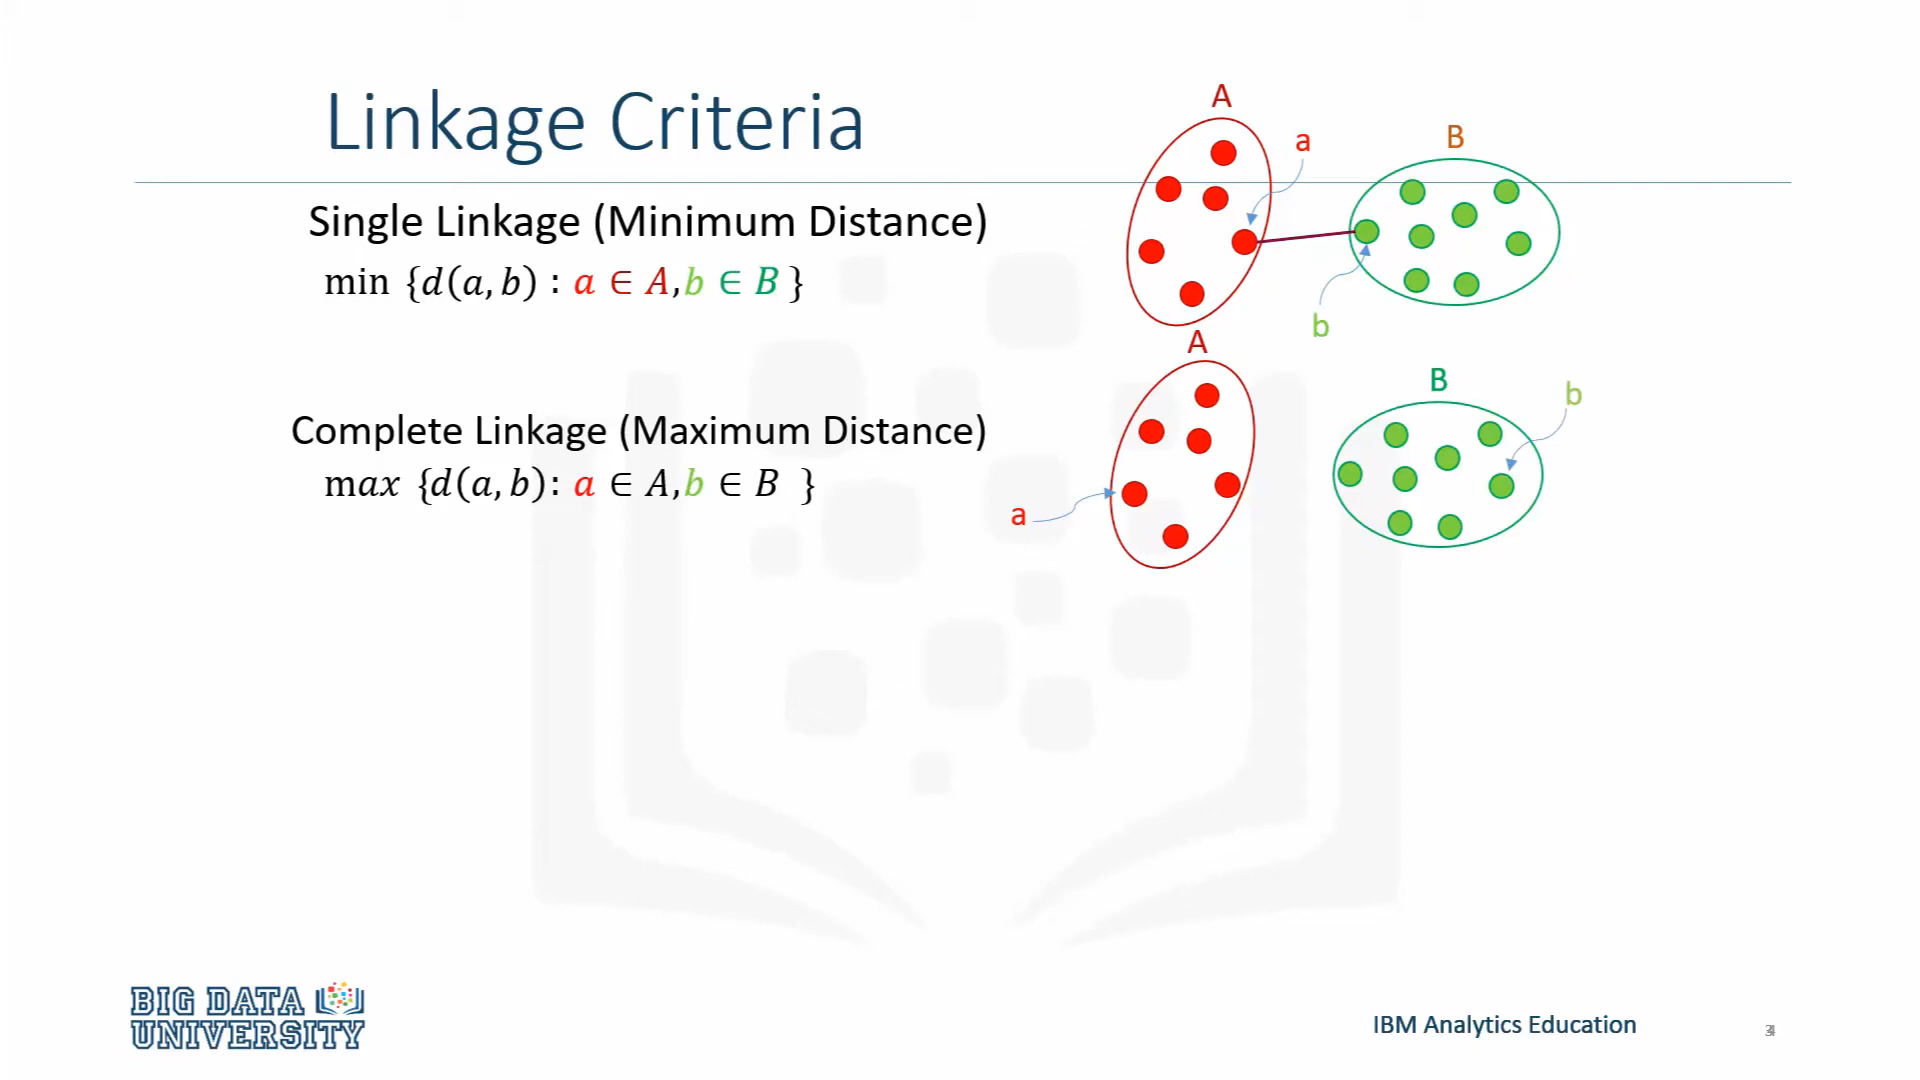 Linkage Criteria
Single Linkage (Minimum Distance)
min {d(a, b) : a ∈ A, b ∈ B }
Complete Linkage (Maximum Distance)
max {d(a, b): a ∈ A, b ∈ B }
A
a
B
b
A
a
B
b
BIG DATA
UNIVERSITY
IBM Analytics Education